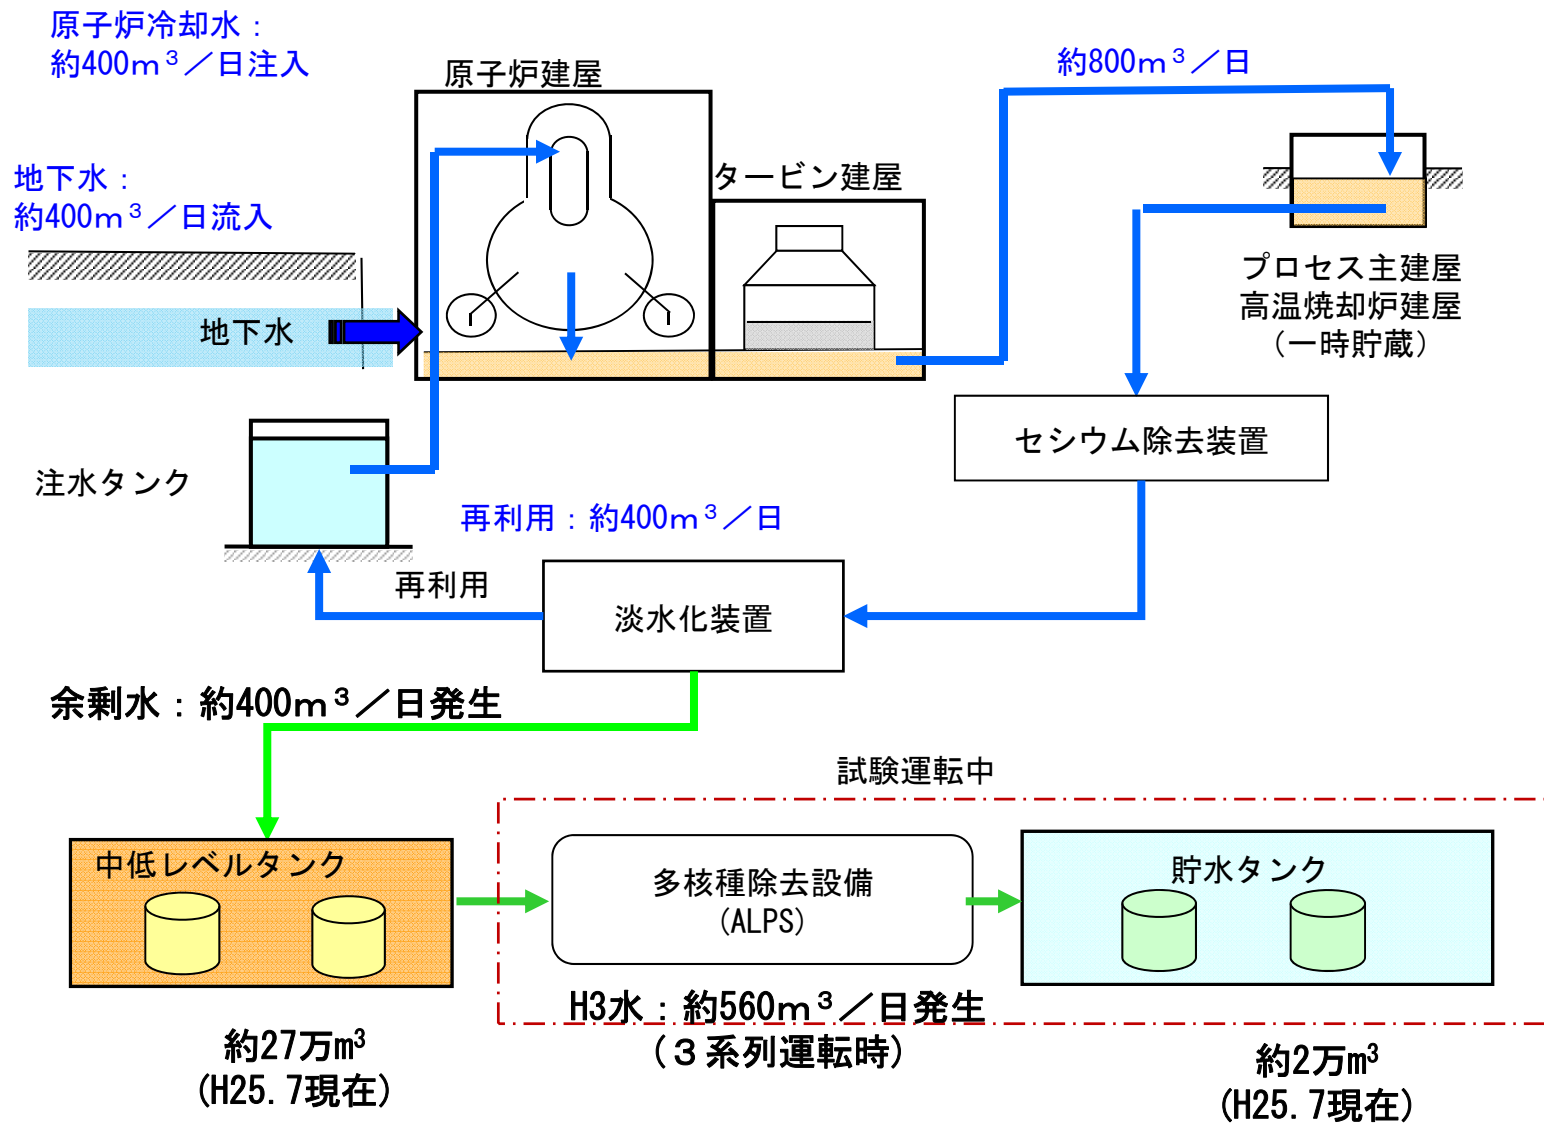 原子炉冷却水：
約400ｍ³／日注入
原子炉建屋
約800ｍ³／日
地下水：
約400ｍ³／日流入
タービン建屋
地下水
プロセス主建屋
高温焼却炉建屋
（一時貯蔵）
セシウム除去装置
注水タンク
再利用：約400ｍ³／日
再利用
淡水化装置
余剰水：約400ｍ³／日発生
試験運転中
中低レベルタンク
多核種除去設備
(ALPS)
貯水タンク
H3水：約560ｍ³／日発生
（３系列運転時）
約27万m³
(H25.7現在)
約2万m³
(H25.7現在)